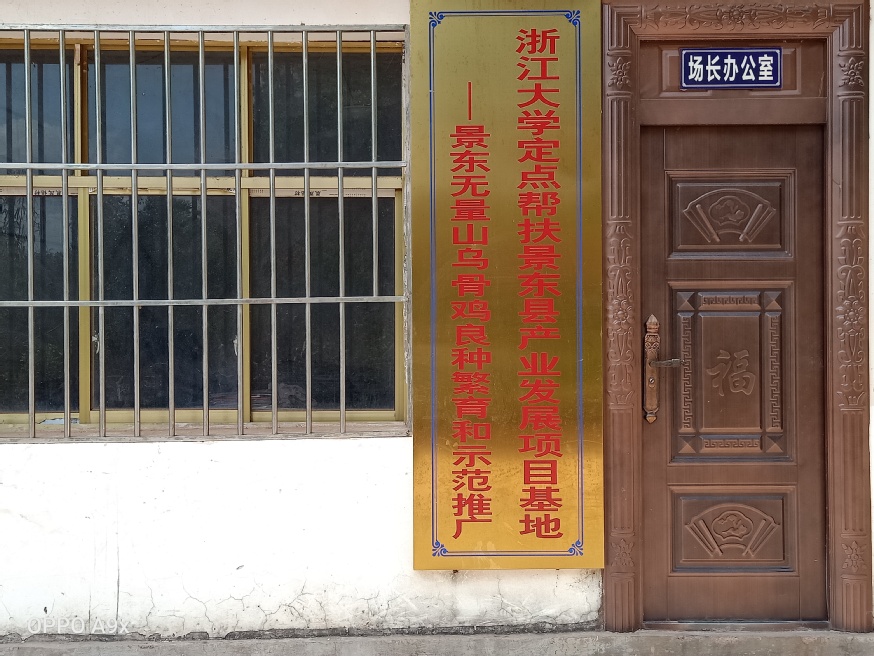 浙江大学定点帮扶景东县产业发展项目基地
——景东无量山乌骨鸡良种繁育和示范推广
场长办公室
福
OPPO A9x